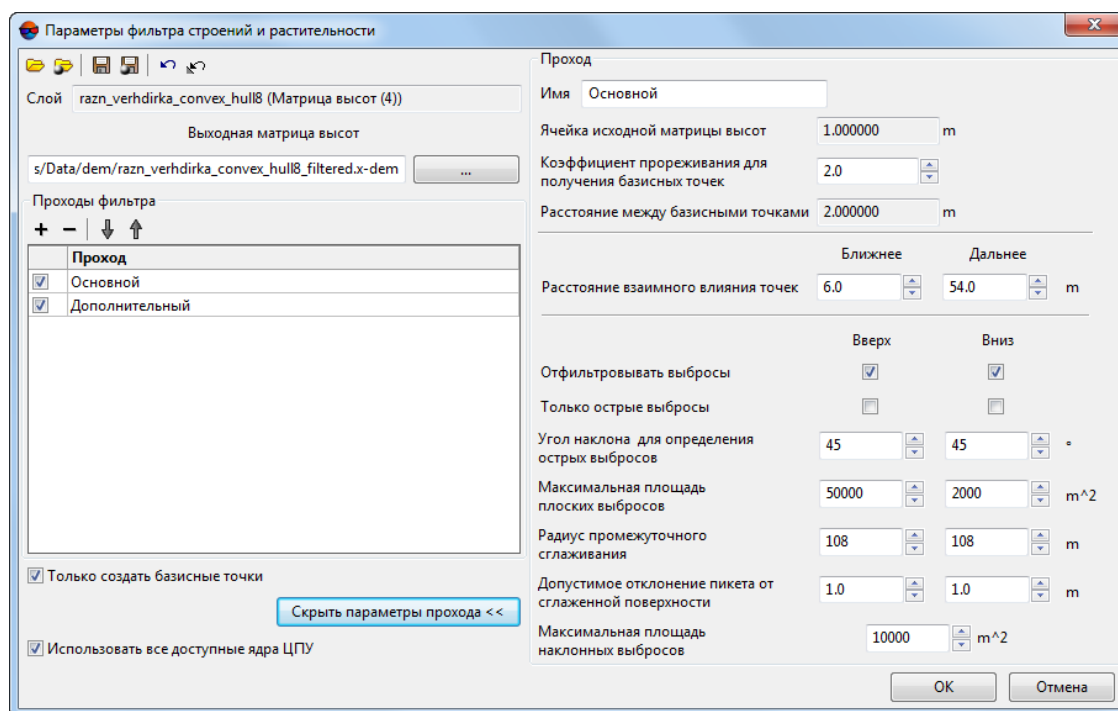 Параметры фильтра строений и растительности
Слой razn_verhdirka_convex_hull8 (Матрица высот (4))
Выходная матрица высот
s/Data/dem/razn_verhdirka_convex_hull8_filtered.x-dem ...
Проходы фильтра
Проход
Основной
Дополнительный
Только создать базисные точки
Скрыть параметры прохода <<
Использовать все доступные ядра ЦПУ
Проход
Имя Основной
Ячейка исходной матрицы высот 1.000000 m
Коэффициент прореживания для
получения базисных точек 2.0
Расстояние между базисными точками 2.000000 m
Ближнее Дальнее
Расстояние взаимного влияния точек 6.0 54.0 m
Вверх Вниз
Отфильтровывать выбросы
Только острые выбросы
Угол наклона для определения
острых выбросов 45 45 °
Максимальная площадь
плоских выбросов 50000 2000 m^2
Радиус промежуточного
сглаживания 108 108 m
Допустимое отклонение пикета от
сглаженной поверхности 1.0 1.0 m
Максимальная площадь
наклонных выбросов 10000 m^2
OK Отмена